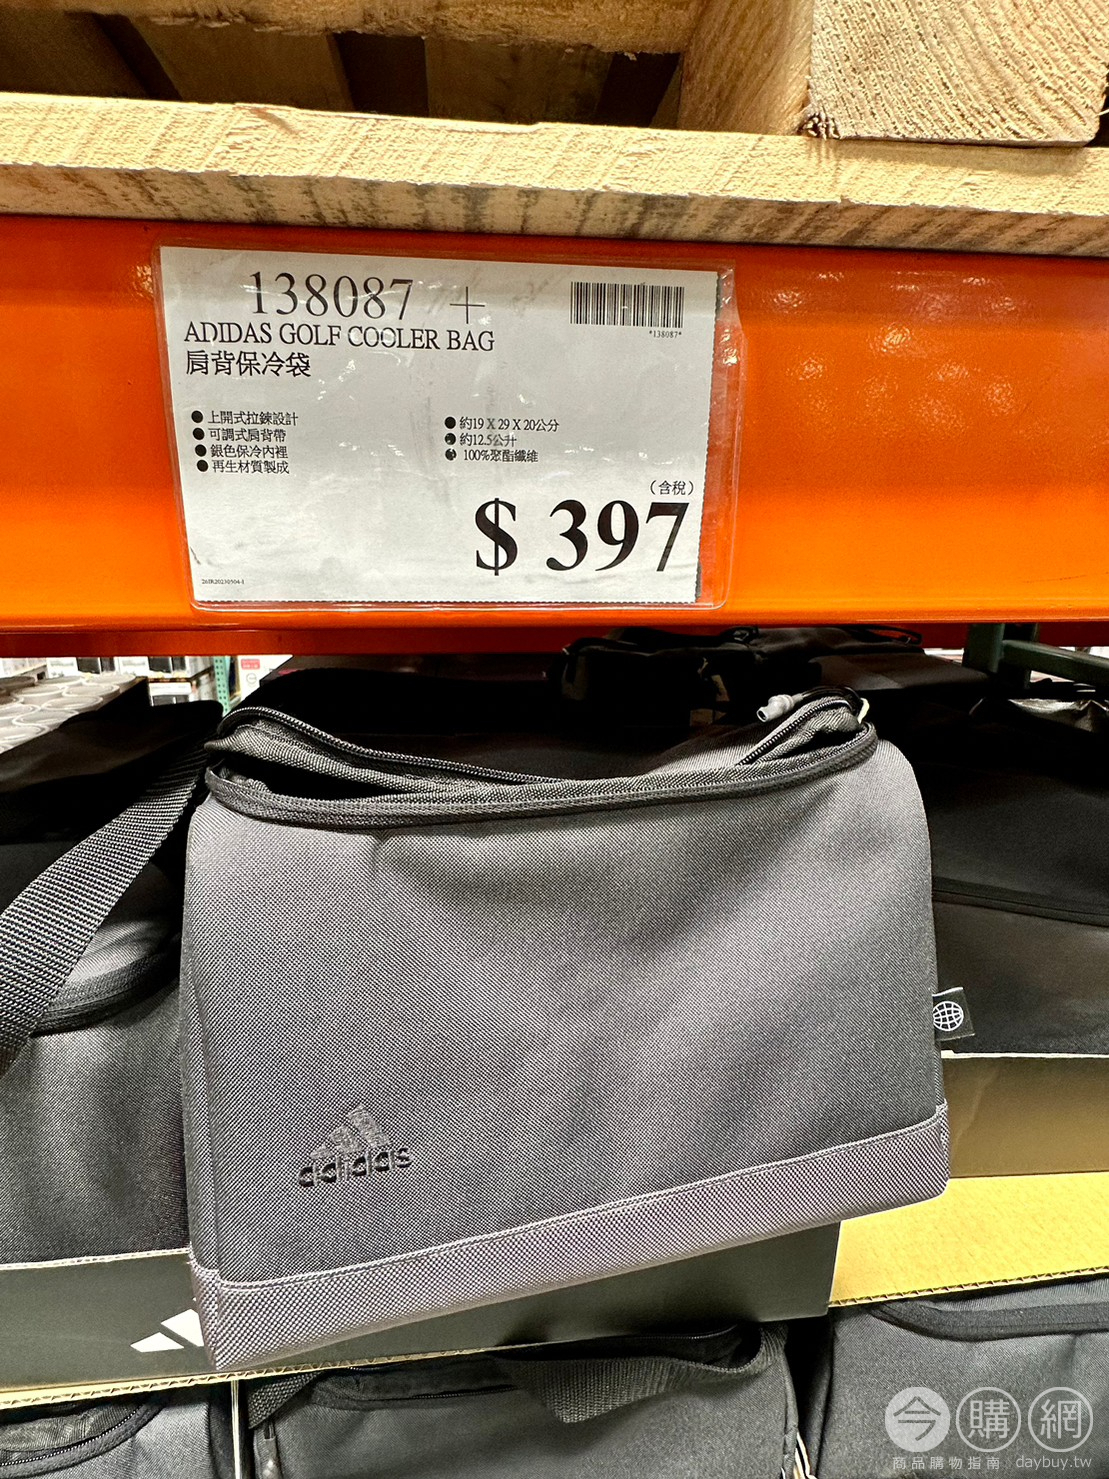 138087 +
*138087*
ADIDAS GOLF COOLER BAG
肩背保冷袋
●上開式拉鍊設計
●可調式肩背帶
●銀色保冷內裡
●再生材質製成
●約19 X 29 X 20公分
●約12.5公升
●100%聚酯纖維
(含稅)
$ 397
adidas
今購網
商品購物指南 daybuy.tw